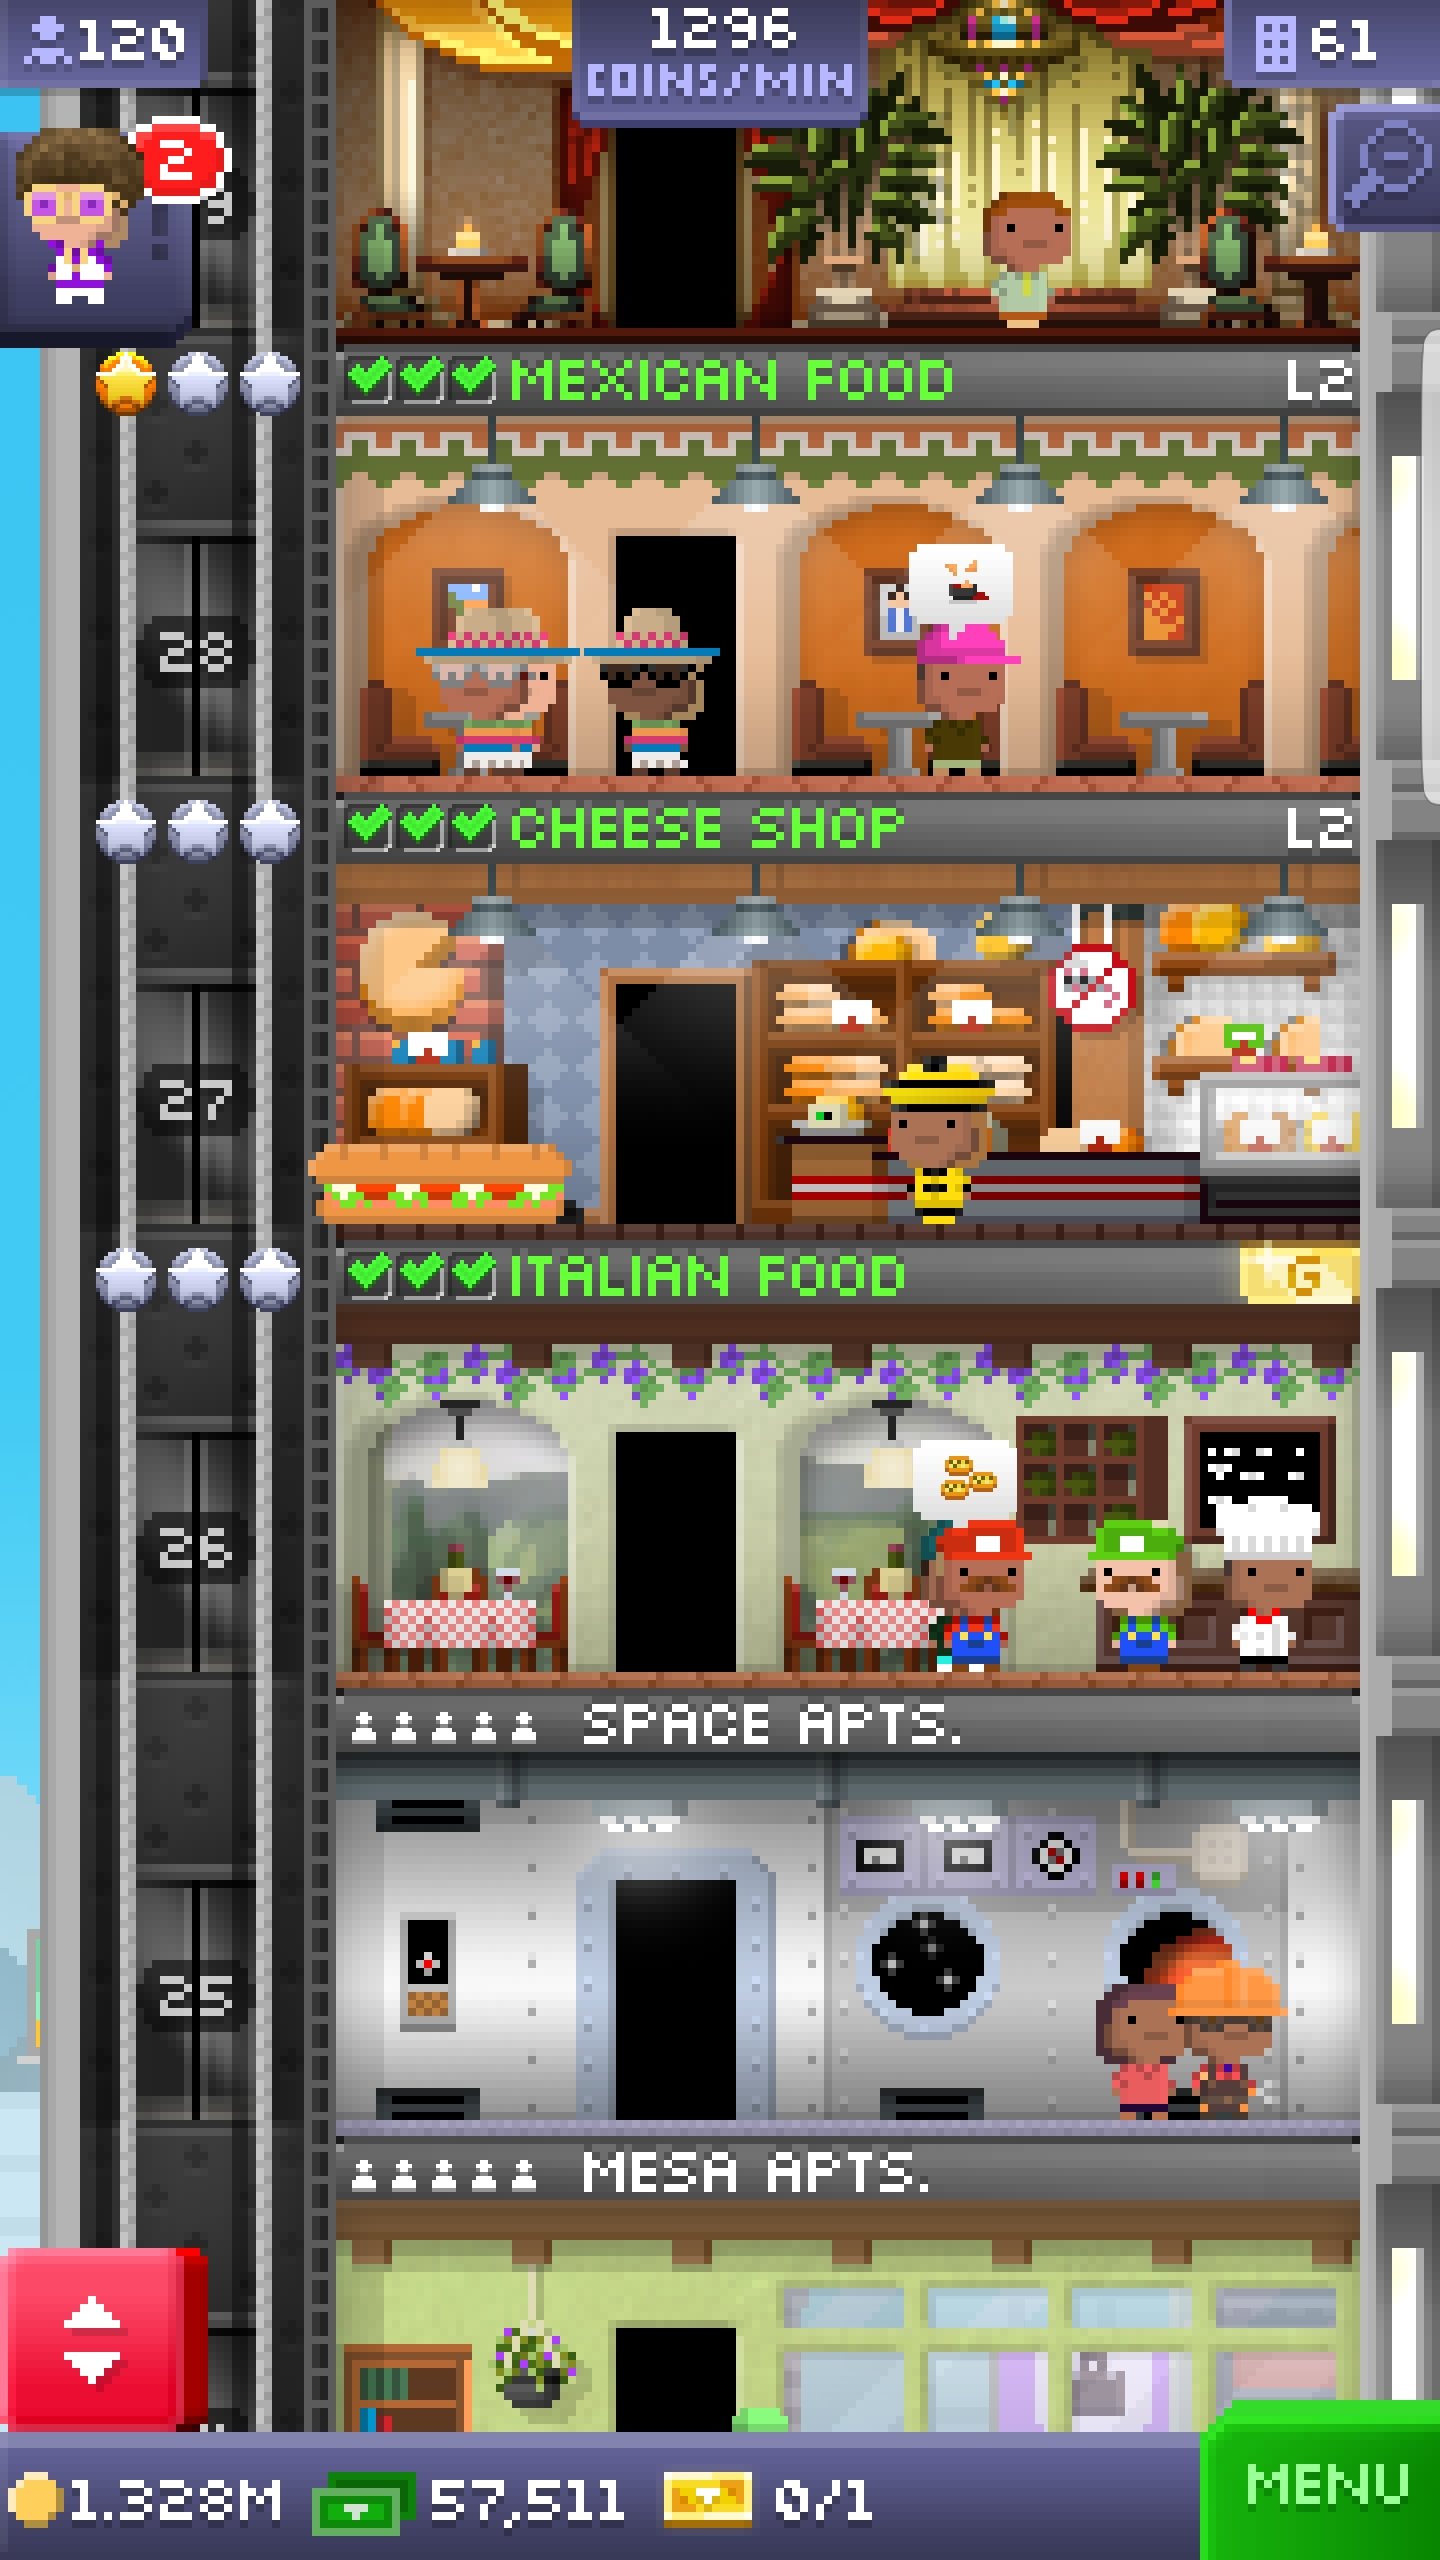 120
1296
COINS/MIN
61
2
MEXICAN FOOD L2
28
CHEESE SHOP L2
27
ITALIAN FOOD G
26
SPACE APTS.
25
MESA APTS.
1.328M 57,511 0/1
MENU